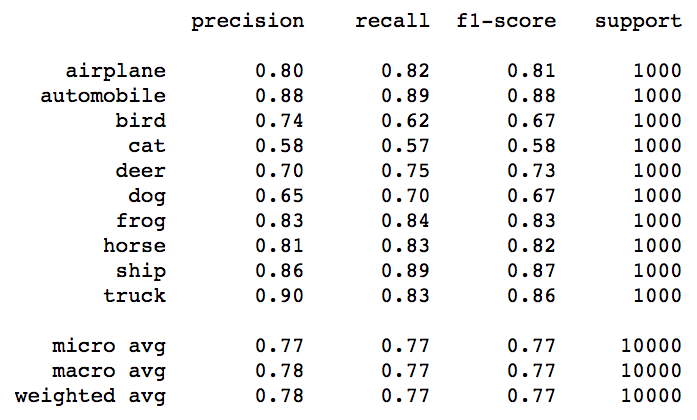 precision recall f1-score support
airplane 0.80 0.82 0.81 1000
automobile 0.88 0.89 0.88 1000
bird 0.74 0.62 0.67 1000
cat 0.58 0.57 0.58 1000
deer 0.70 0.75 0.73 1000
dog 0.65 0.70 0.67 1000
frog 0.83 0.84 0.83 1000
horse 0.81 0.83 0.82 1000
ship 0.86 0.89 0.87 1000
truck 0.90 0.83 0.86 1000
micro avg 0.77 0.77 0.77 10000
macro avg 0.78 0.77 0.77 10000
weighted avg 0.78 0.77 0.77 10000